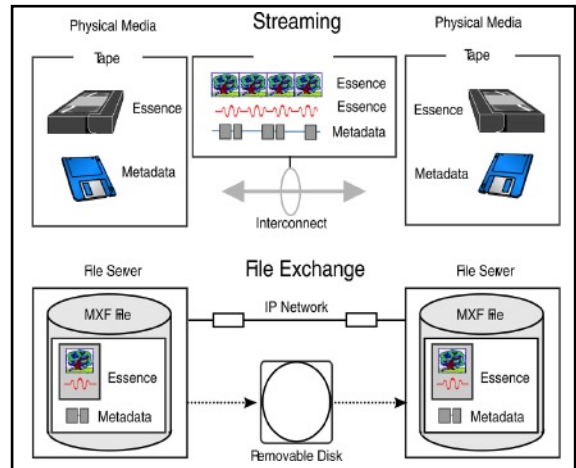 Physical Media
Streaming
Physical Media
Tape
Essence
Metadata
Essence
Essence
Metadata
Interconnect
Tape
Essence
Metadata
File Server
File Exchange
File Server
MXF File
Essence
Metadata
IP Network
Removable Disk
MXF File
Essence
Metadata